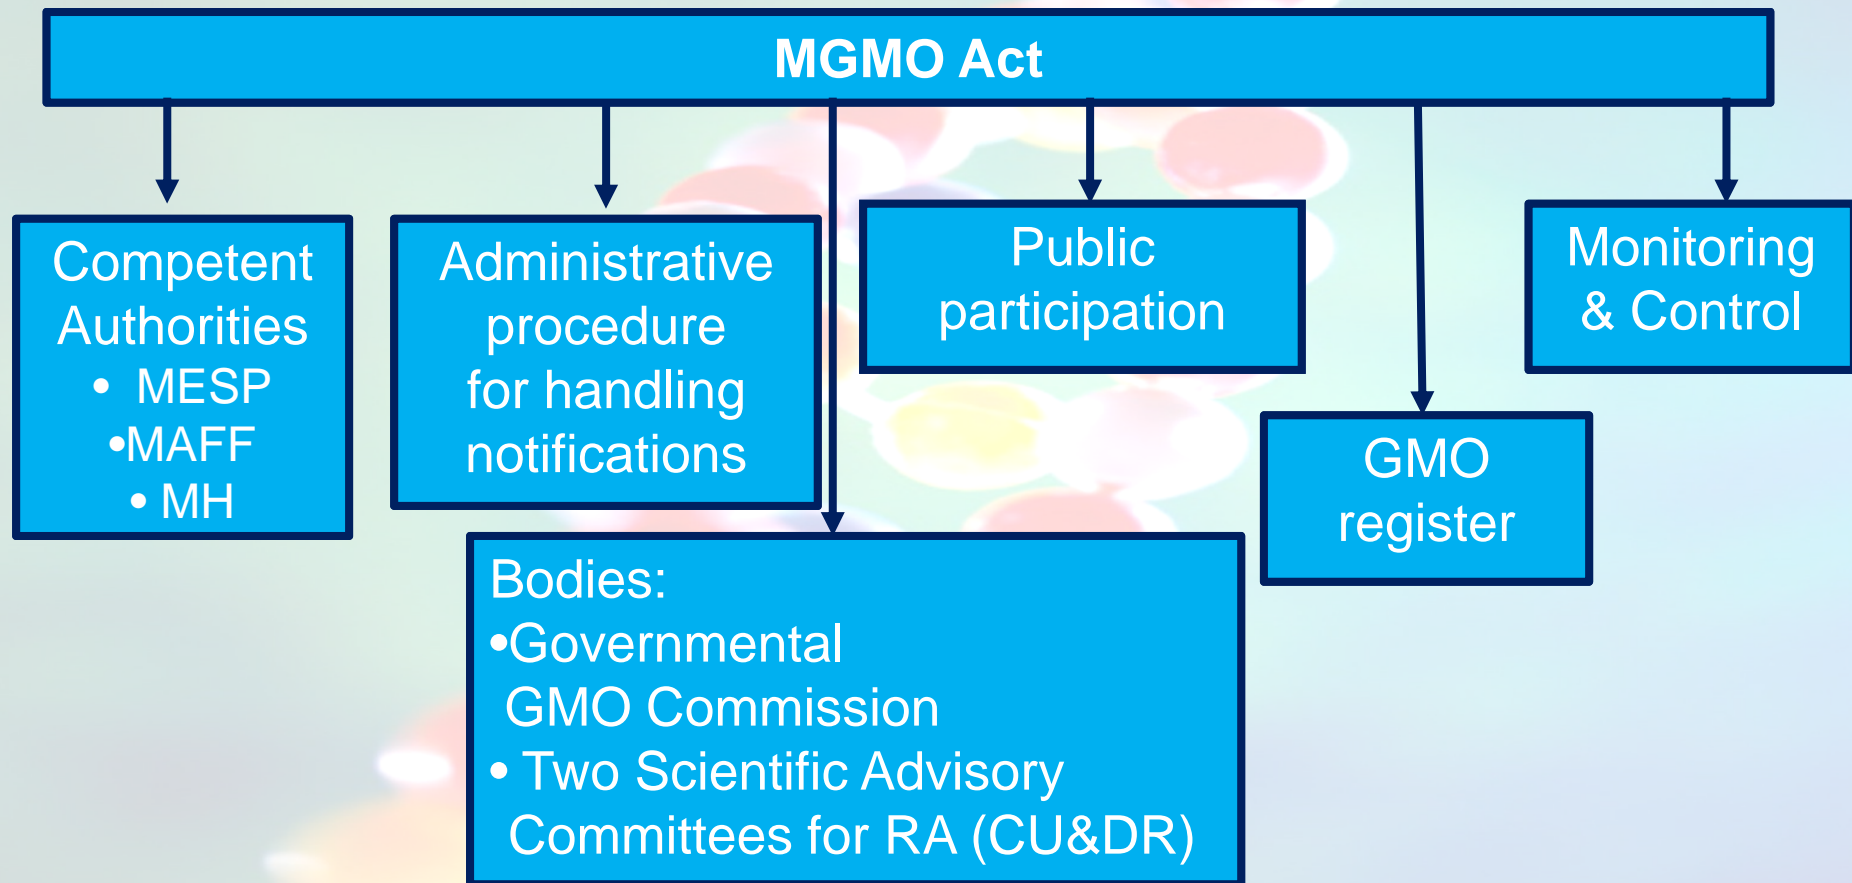 MGMO Act
Competent
Authorities
• MESP
•MAFF
• MH
Administrative
procedure
for handling
notifications
Public
participation
Monitoring
& Control
GMO
register
Bodies:
•Governmental
GMO Commission
• Two Scientific Advisory
Committees for RA (CU&DR)